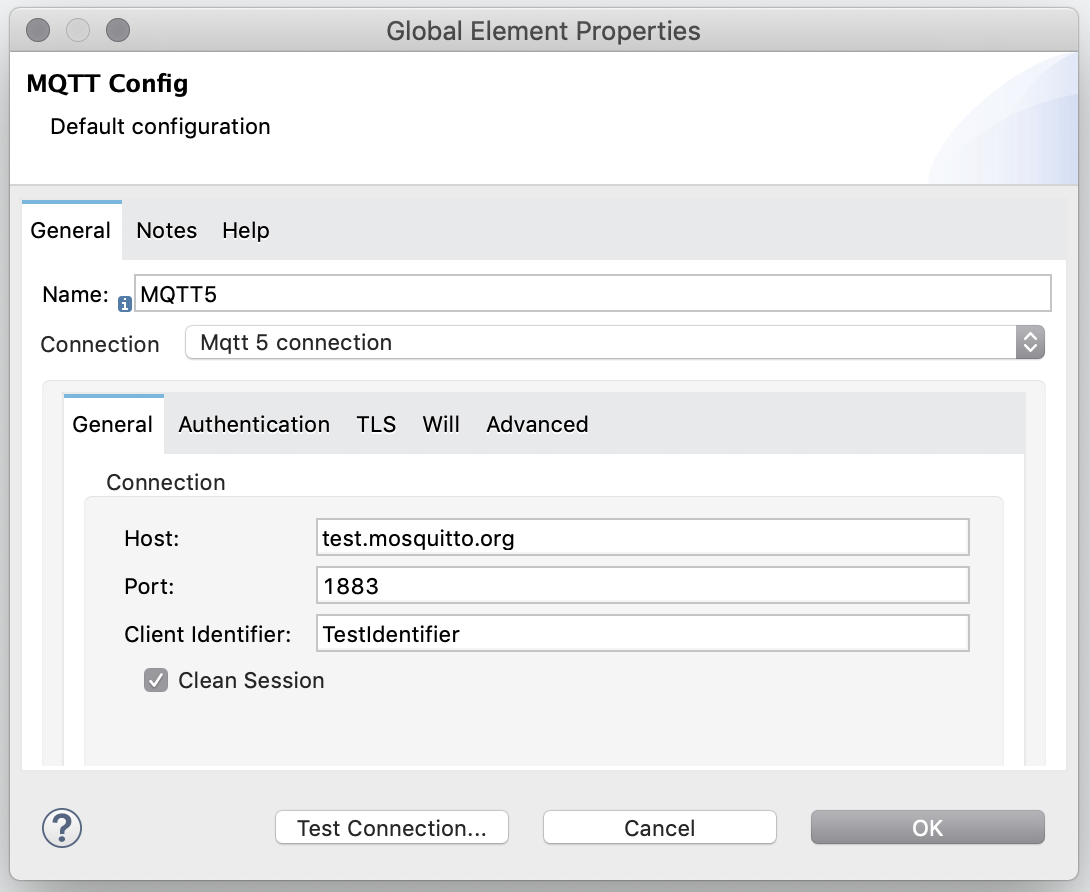 Global Element Properties
MQTT Config
Default configuration
General Notes Help
Name: MQTT5
Connection Mqtt 5 connection
General Authentication TLS Will Advanced
Connection
Host: test.mosquitto.org
Port: 1883
Client Identifier: TestIdentifier
Clean Session
? Test Connection... Cancel OK